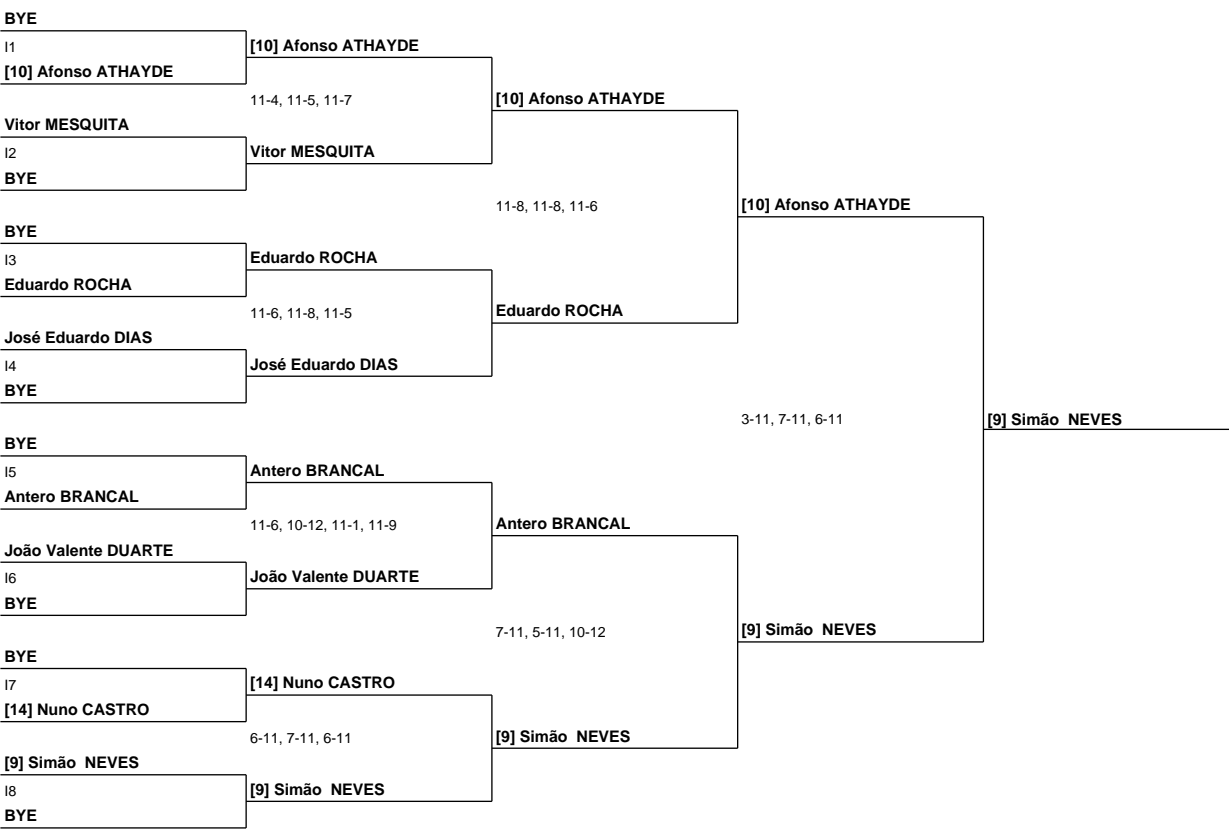 BYE
I1
[10] Afonso ATHAYDE
[10] Afonso ATHAYDE
11-4, 11-5, 11-7
[10] Afonso ATHAYDE
Vitor MESQUITA
I2
Vitor MESQUITA
BYE
11-8, 11-8, 11-6
[10] Afonso ATHAYDE
BYE
I3
Eduardo ROCHA
Eduardo ROCHA
11-6, 11-8, 11-5
Eduardo ROCHA
José Eduardo DIAS
I4
José Eduardo DIAS
BYE
3-11, 7-11, 6-11
[9] Simão  NEVES
BYE
I5
Antero BRANCAL
Antero BRANCAL
11-6, 10-12, 11-1, 11-9
Antero BRANCAL
João Valente DUARTE
I6
João Valente DUARTE
BYE
7-11, 5-11, 10-12
[9] Simão  NEVES
BYE
I7
[14] Nuno CASTRO
[14] Nuno CASTRO
6-11, 7-11, 6-11
[9] Simão  NEVES
[9] Simão  NEVES
I8
[9] Simão  NEVES
BYE